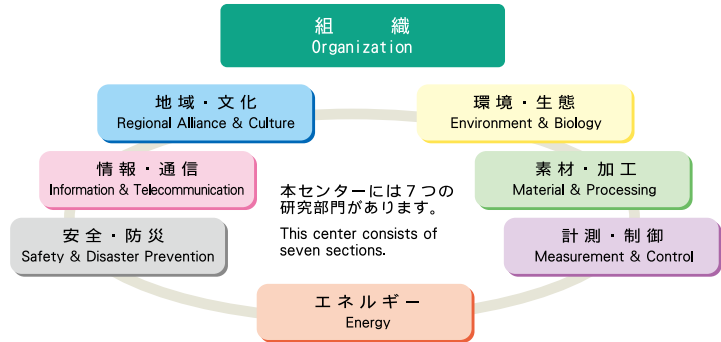 組織
Organization
地域・文化
Regional Alliance & Culture
環境・生態
Environment & Biology
情報・通信
Information & Telecommunication
素材・加工
Material & Processing
本センターには７つの
研究部門があります。
This center consists of
seven sections.
安全・防災
Safety & Disaster Prevention
計測・制御
Measurement & Control
エネルギー
Energy